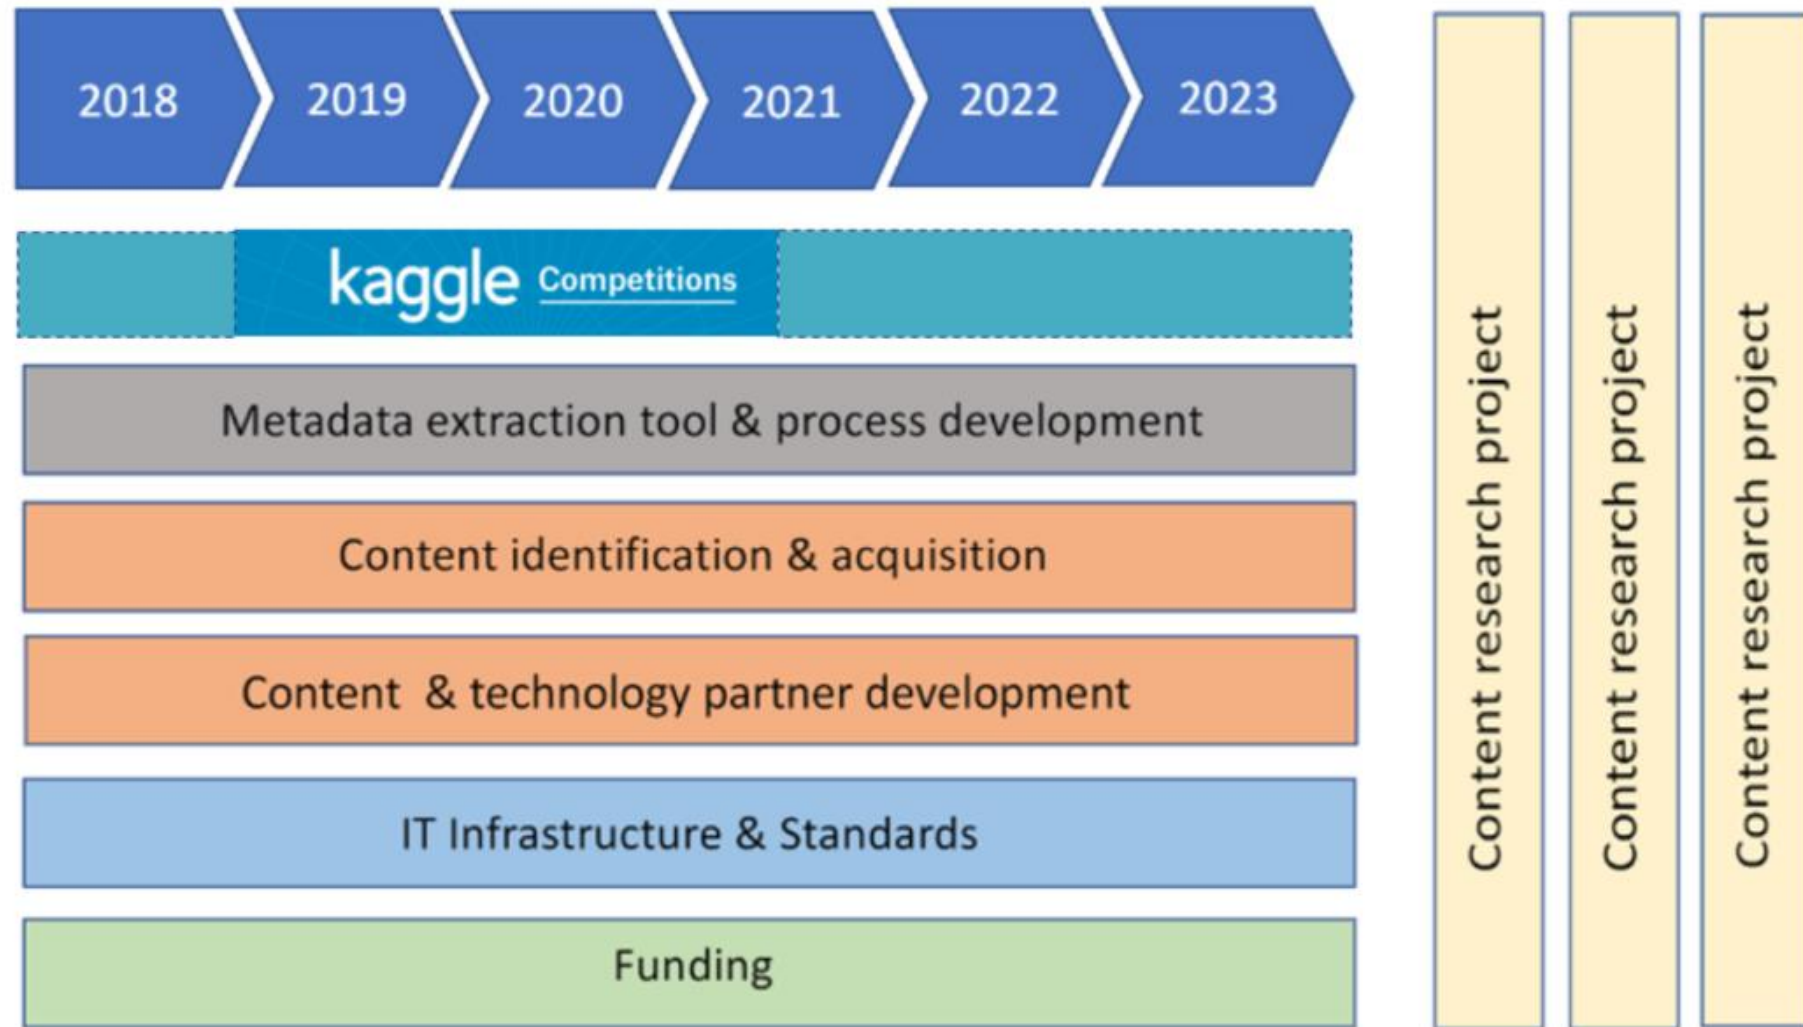 2018 2019 2020 2021 2022 2023
kaggle Competitions
Metadata extraction tool & process development
Content identification & acquisition
Content & technology partner development
IT Infrastructure & Standards
Funding
Content research project
Content research project
Content research project